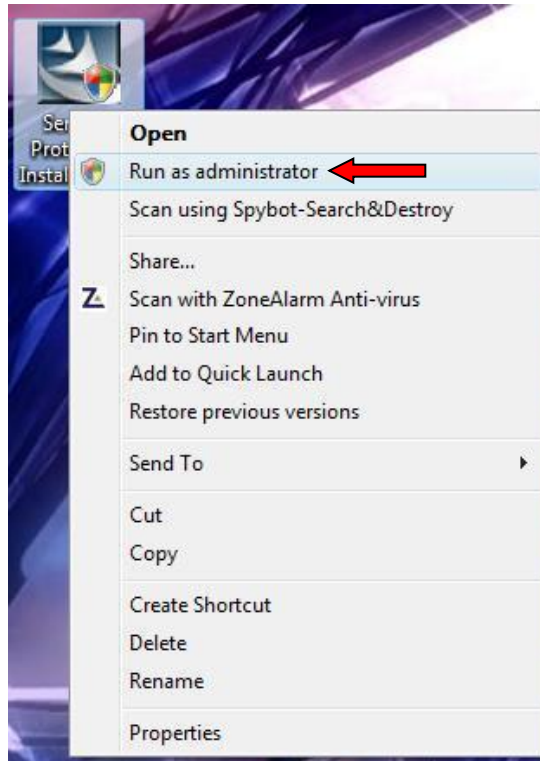 Open
Run as administrator
Scan using Spybot-Search&Destroy
Share...
Scan with ZoneAlarm Anti-virus
Pin to Start Menu
Add to Quick Launch
Restore previous versions
Send To
Cut
Copy
Create Shortcut
Delete
Rename
Properties